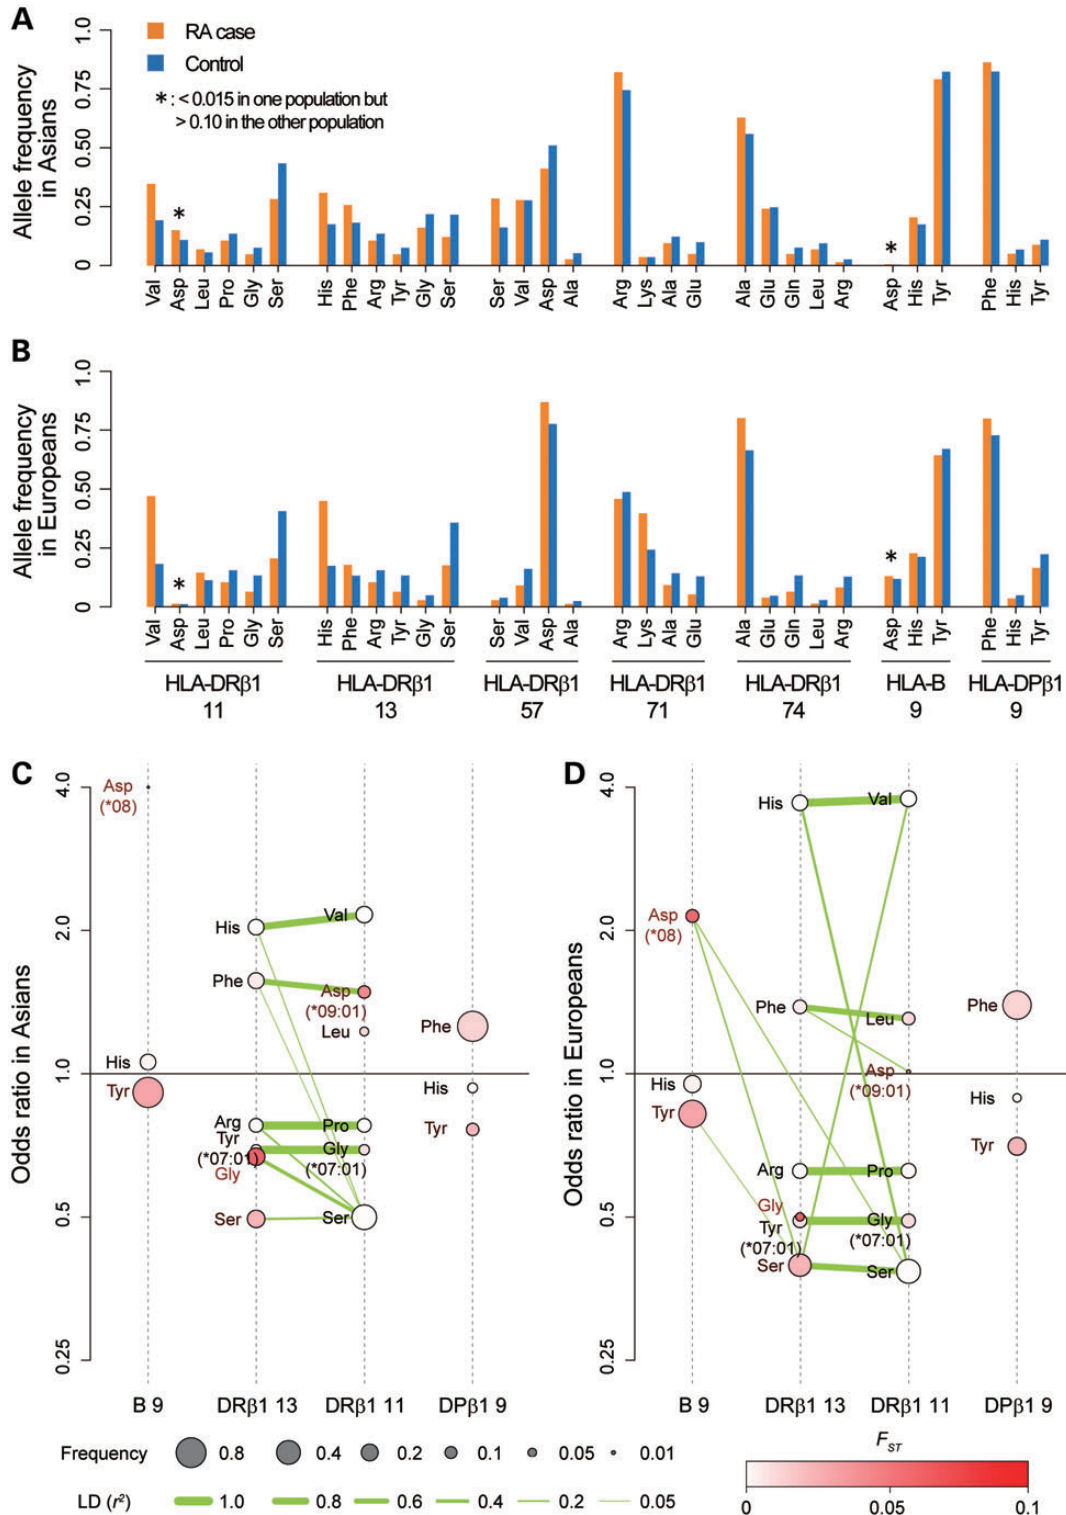 A
Allele frequency
in Asians
1.0
0.75
0.50
0.25
0
RA case
Control
* : < 0.015 in one population but
> 0.10 in the other population
*
*
Val Asp Leu Pro Gly Ser His Phe Arg Tyr Gly Ser Ser Val Asp Ala Arg Lys Ala Glu Ala Glu Gln Leu Arg Asp His Tyr Phe His Tyr
B
Allele frequency
in Europeans
1.0
0.75
0.50
0.25
0
*
*
Val Asp Leu Pro Gly Ser His Phe Arg Tyr Gly Ser Ser Val Asp Ala Arg Lys Ala Glu Ala Glu Gln Leu Arg Asp His Tyr Phe His Tyr
HLA-DRβ1 HLA-DRβ1 HLA-DRβ1 HLA-DRβ1 HLA-DRβ1 HLA-B HLA-DPβ1
11 13 57 71 74 9 9
C
Odds ratio in Asians
4.0
2.0
1.0
0.5
0.25
Asp
(*08)
His
Tyr
His
Phe
Arg
Tyr
(*07:01)
Gly
Ser
Val
Asp
(*09:01)
Leu
Pro
Gly
(*07:01)
Ser
Phe
His
Tyr
B 9 DRβ1 13 DRβ1 11 DPβ1 9
D
Odds ratio in Europeans
4.0
2.0
1.0
0.5
0.25
Asp
(*08)
His
Tyr
His
Phe
Arg
Gly
Tyr
(*07:01)
Ser
Val
Leu
Asp
(*09:01)
Pro
Gly
(*07:01)
Ser
Phe
His
Tyr
B 9 DRβ1 13 DRβ1 11 DPβ1 9
Frequency 0.8 0.4 0.2 0.1 0.05 0.01
LD (r²) 1.0 0.8 0.6 0.4 0.2 0.05
FST
0 0.05 0.1